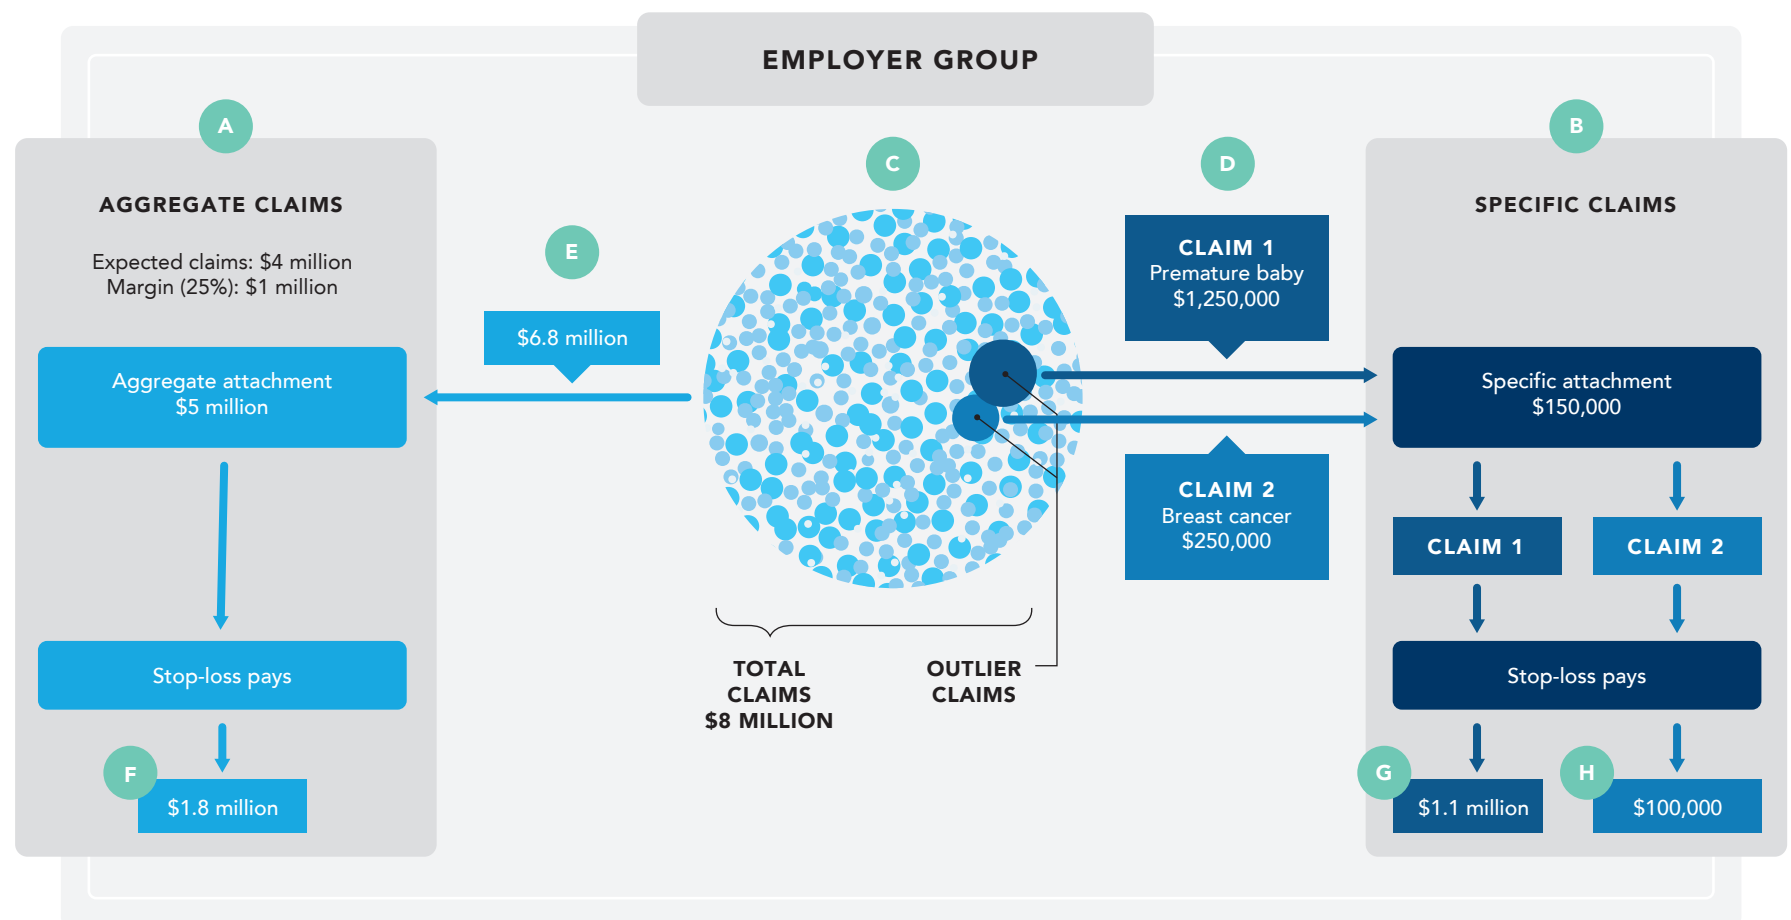 EMPLOYER GROUP
A
AGGREGATE CLAIMS
Expected claims: $4 million
Margin (25%): $1 million
Aggregate attachment
$5 million
Stop-loss pays
F
$1.8 million
E
$6.8 million
C
TOTAL
CLAIMS
$8 MILLION
OUTLIER
CLAIMS
D
CLAIM 1
Premature baby
$1,250,000
CLAIM 2
Breast cancer
$250,000
B
SPECIFIC CLAIMS
Specific attachment
$150,000
CLAIM 1
CLAIM 2
Stop-loss pays
G
$1.1 million
H
$100,000